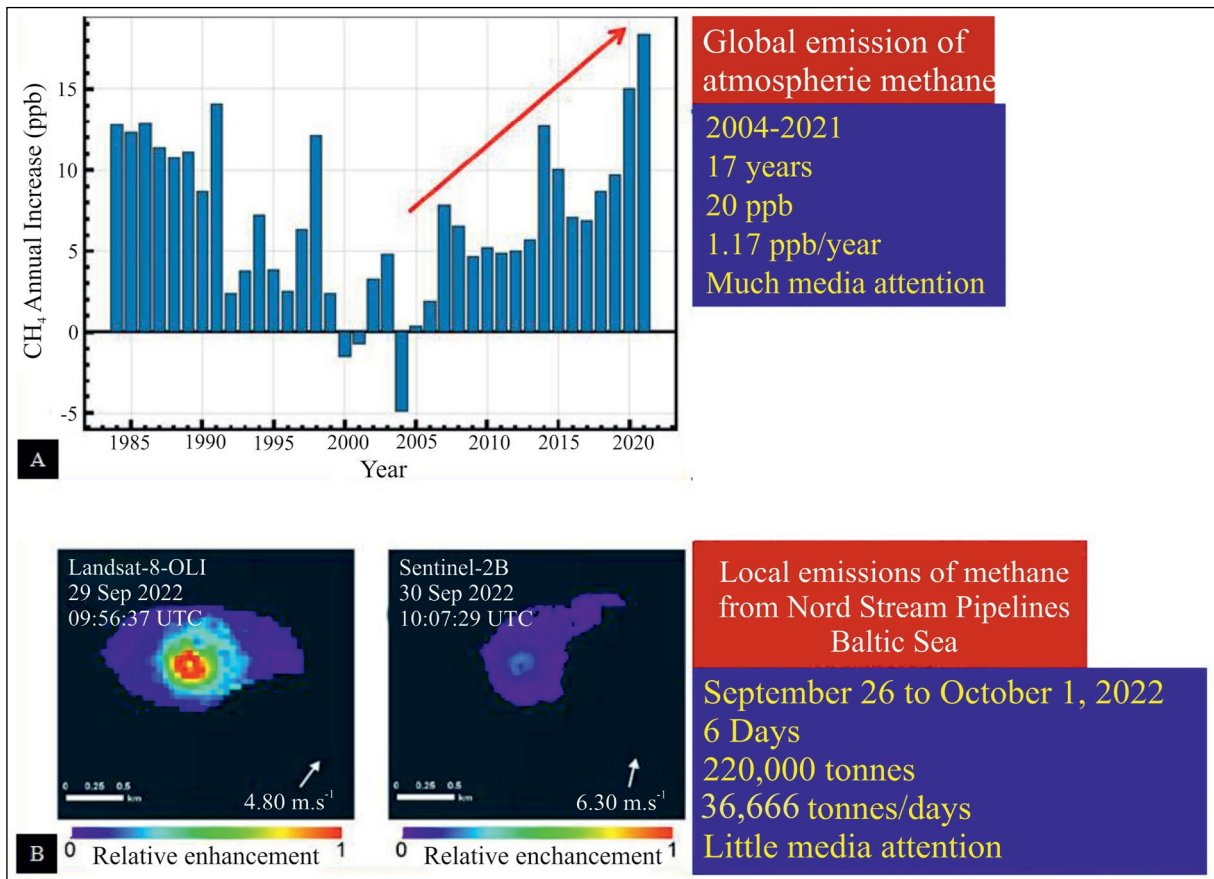 Global emission of
atmospherie methane
2004-2021
17 years
20 ppb
1.17 ppb/year
Much media attention
CH₄ Annual Increase (ppb)
15
10
5
0
-5
1985 1990 1995 2000 2005 2010 2015 2020
Year
A
Landsat-8-OLI
29 Sep 2022
09:56:37 UTC
0 0.25 0.5
km
4.80 m.s⁻¹
0 Relative enhancement 1
Sentinel-2B
30 Sep 2022
10:07:29 UTC
0 0.25 0.5
km
6.30 m.s⁻¹
0 Relative enchancement 1
B
Local emissions of methane
from Nord Stream Pipelines
Baltic Sea
September 26 to October 1, 2022
6 Days
220,000 tonnes
36,666 tonnes/days
Little media attention